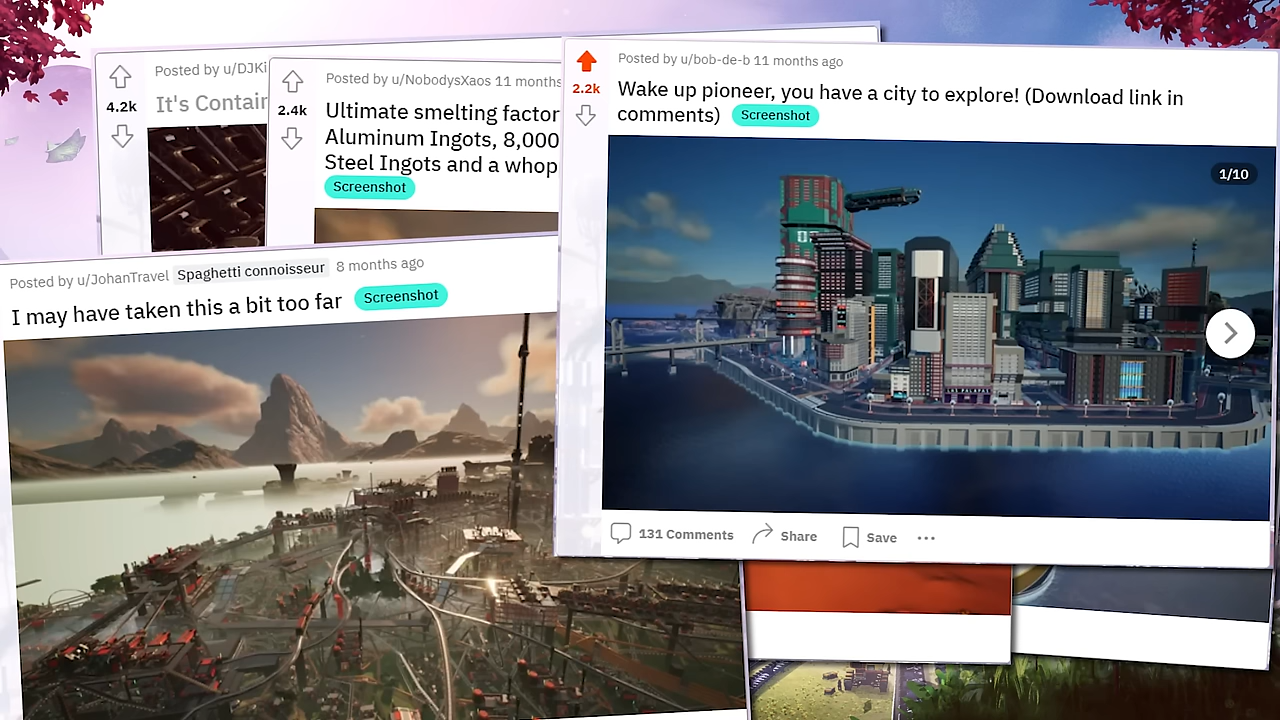 Posted by u/DJKi
4.2k
It's Contain
Posted by u/NobodysXaos 11 months
2.4k
Ultimate smelting factor
Aluminum Ingots, 8,000
Steel Ingots and a whop
Screenshot
Posted by u/bob-de-b 11 months ago
2.2k
Wake up pioneer, you have a city to explore! (Download link in
comments) Screenshot
1/10
131 Comments Share Save
Posted by u/JohanTravel Spaghetti connoisseur 8 months ago
I may have taken this a bit too far Screenshot